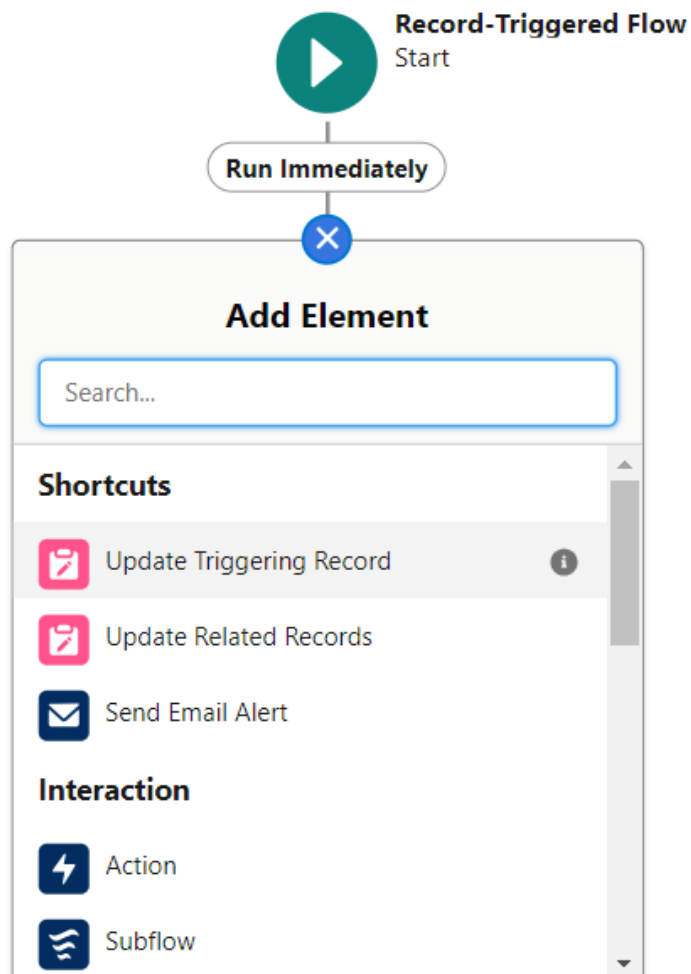 Record-Triggered Flow
Start
Run Immediately
Add Element
Search...
Shortcuts
Update Triggering Record
Update Related Records
Send Email Alert
Interaction
Action
Subflow